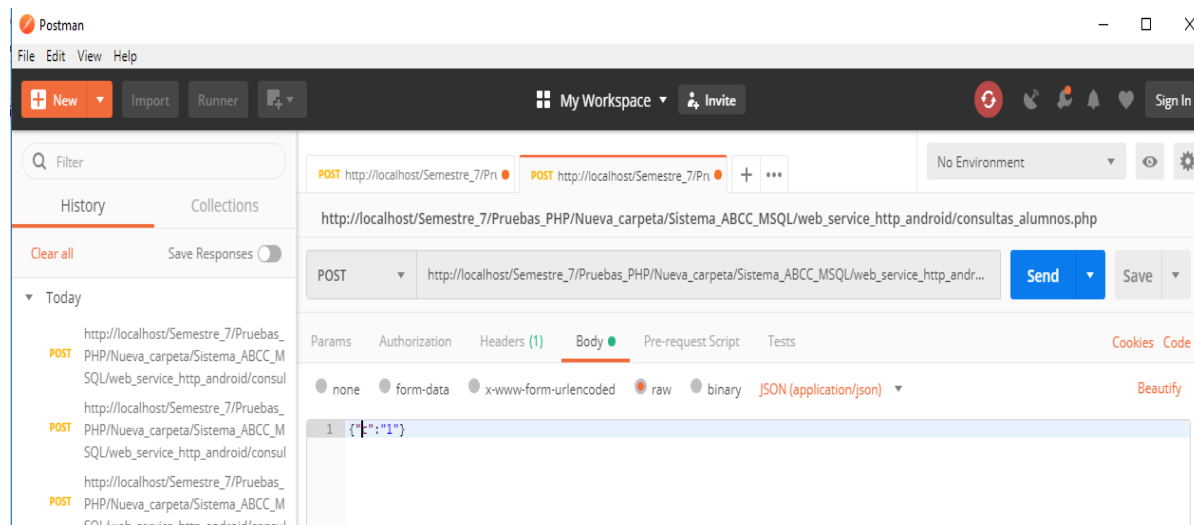 Postman
File Edit View Help
New Import Runner My Workspace Invite Sign In
Filter
History Collections
Clear all Save Responses
Today
POST http://localhost/Semestre_7/Pruebas_
PHP/Nueva_carpeta/Sistema_ABCC_M
SQL/web_service_http_android/consul
POST http://localhost/Semestre_7/Pruebas_
PHP/Nueva_carpeta/Sistema_ABCC_M
SQL/web_service_http_android/consul
POST http://localhost/Semestre_7/Pruebas_
PHP/Nueva_carpeta/Sistema_ABCC_M
SQL/web_service_http_android/consul
POST http://localhost/Semestre_7/Pru POST http://localhost/Semestre_7/Pru + ••• No Environment
http://localhost/Semestre_7/Pruebas_PHP/Nueva_carpeta/Sistema_ABCC_MSQL/web_service_http_android/consultas_alumnos.php
POST http://localhost/Semestre_7/Pruebas_PHP/Nueva_carpeta/Sistema_ABCC_MSQL/web_service_http_andr... Send Save
Params Authorization Headers (1) Body Pre-request Script Tests Cookies Code
none form-data x-www-form-urlencoded raw binary JSON (application/json) Beautify
1 {"c":"1"}